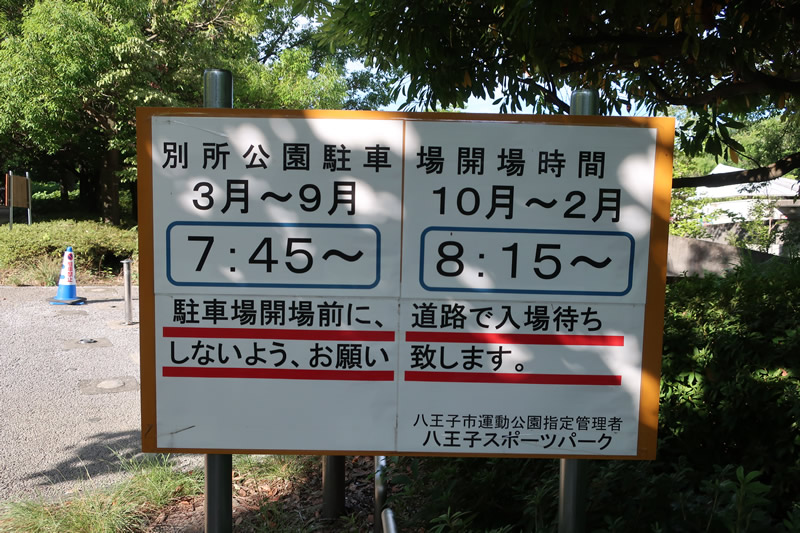 別所公園駐車場開場時間
3月～9月 10月～2月
7:45～ 8:15～
駐車場開場前に、道路で入場待ち
しないよう、お願い致します。
八王子市運動公園指定管理者
八王子スポーツパーク